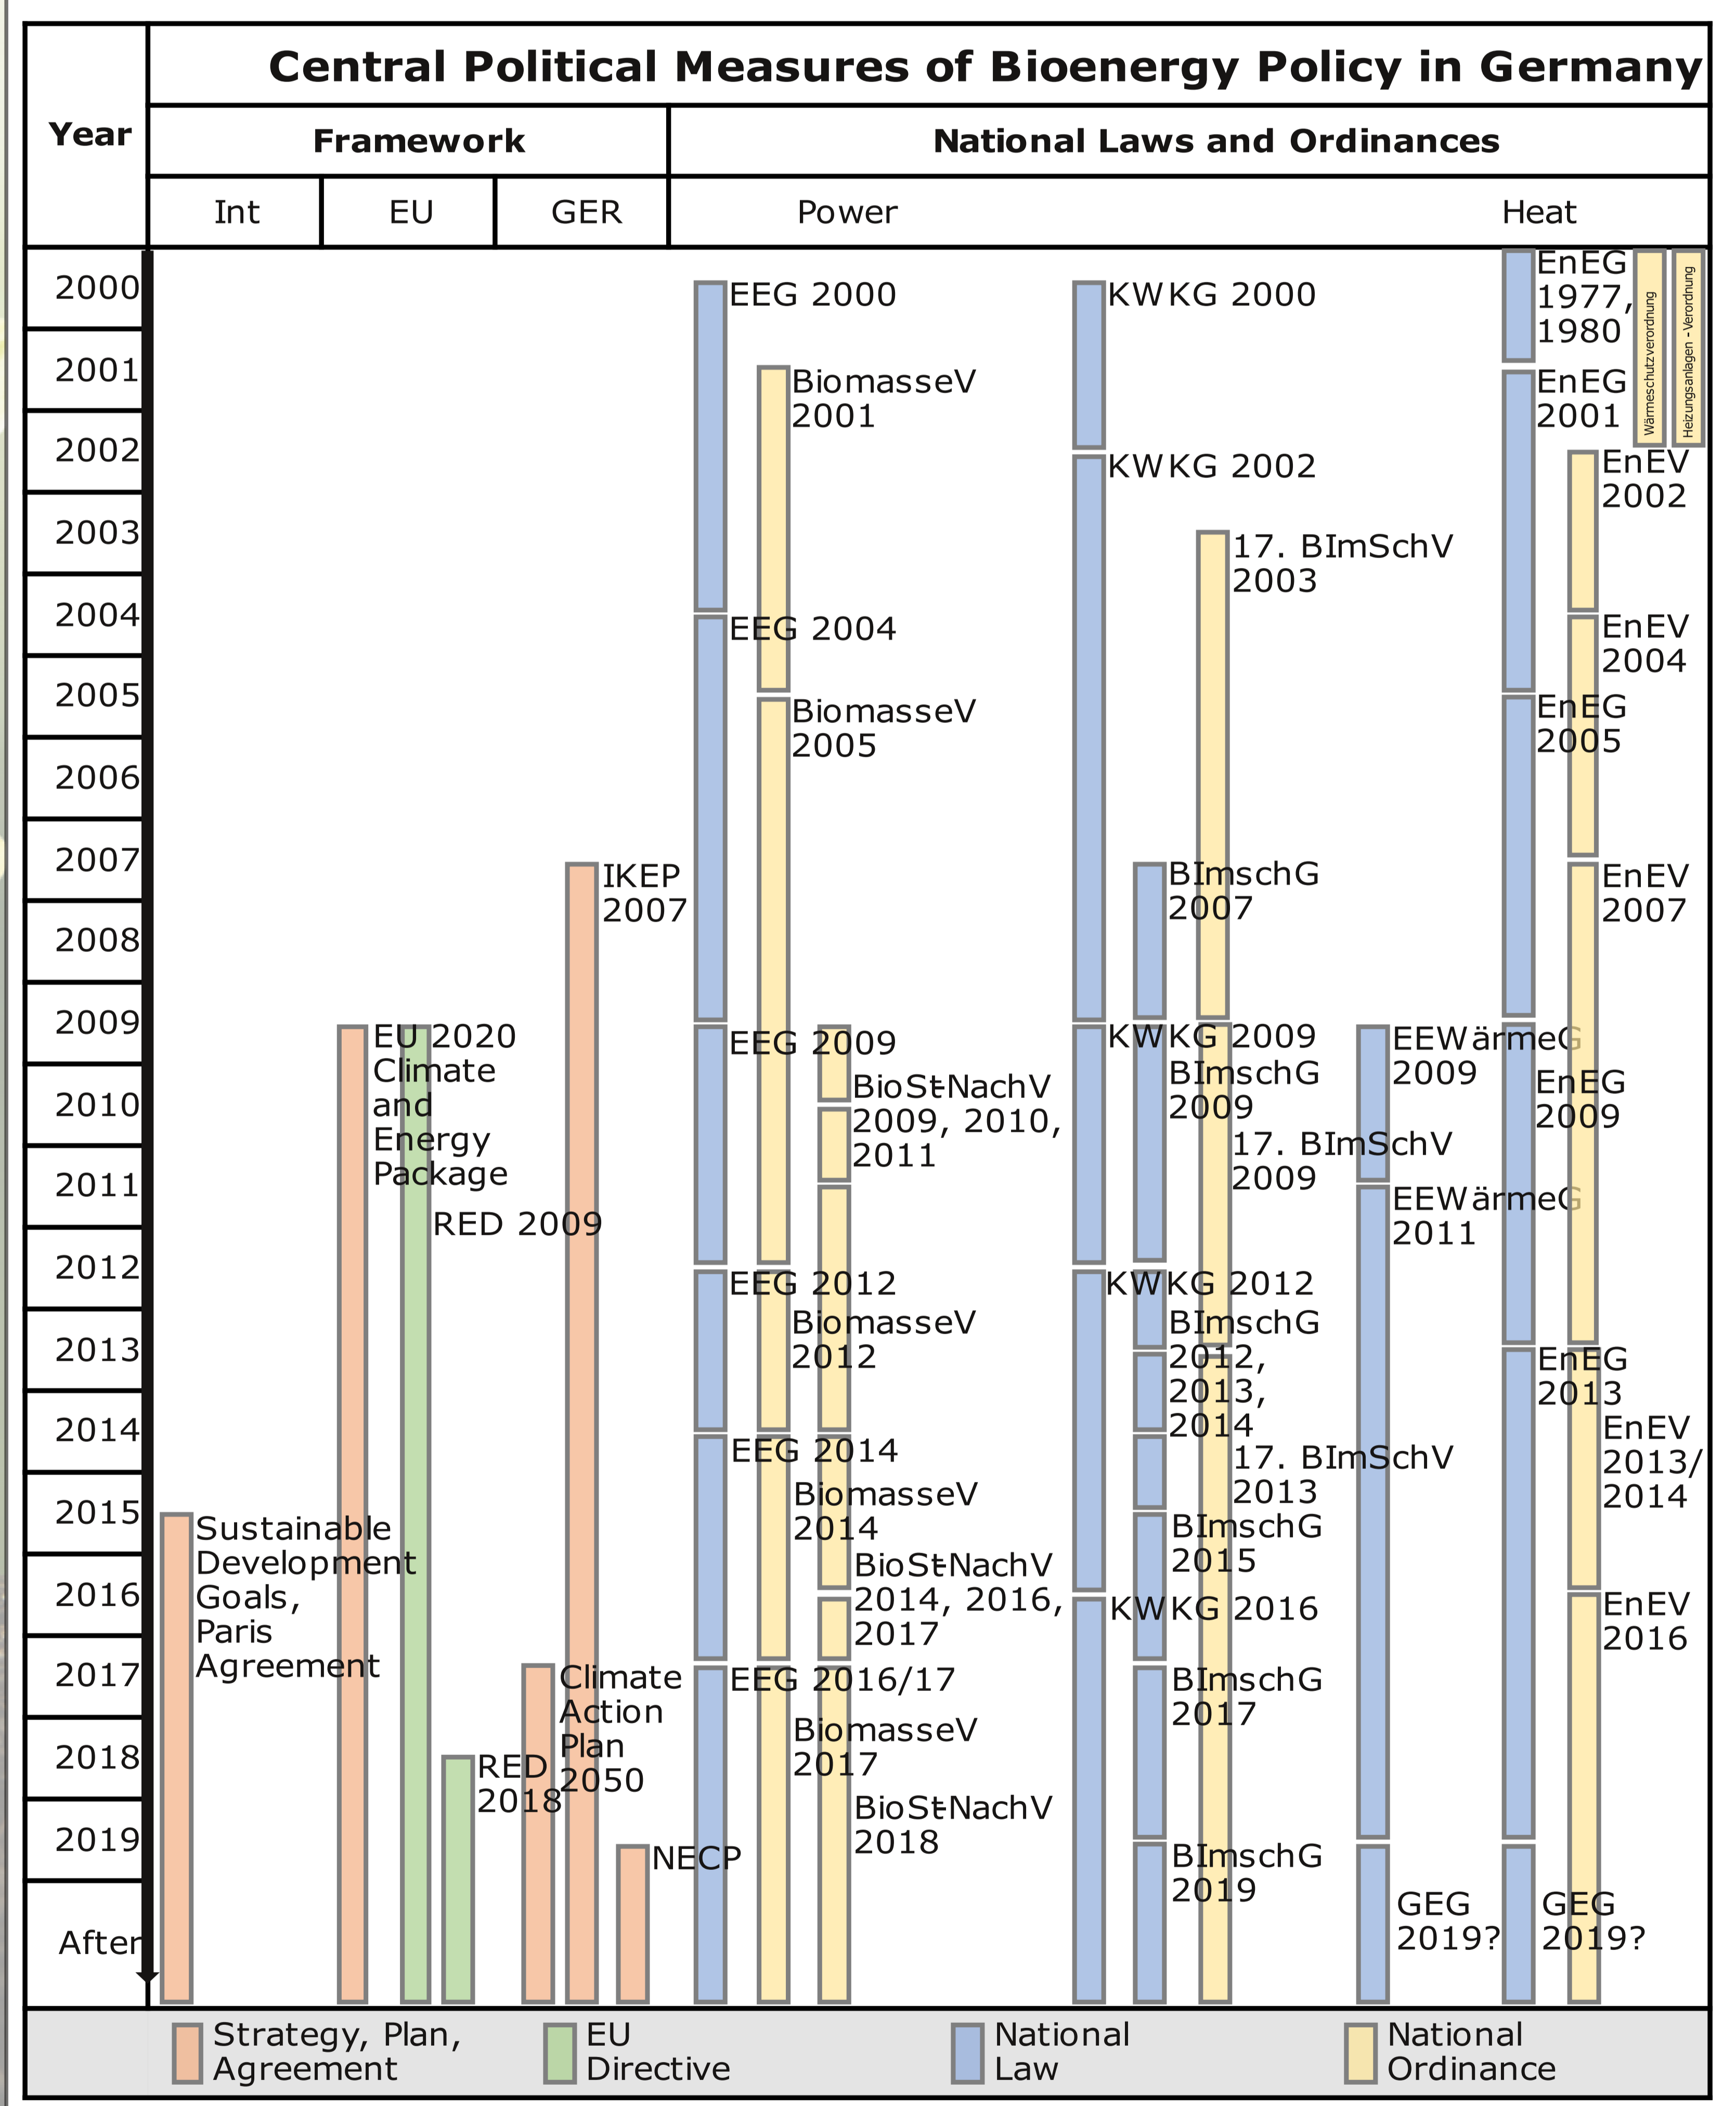 Central Political Measures of Bioenergy Policy in Germany
Year
Framework
National Laws and Ordinances
Int
EU
GER
Power
Heat
2000
2001
2002
2003
2004
2005
2006
2007
2008
2009
2010
2011
2012
2013
2014
2015
2016
2017
2018
2019
After
Sustainable
Development
Goals,
Paris
Agreement
EU 2020
Climate
and
Energy
Package
RED 2009
RED
2018
IKEP
2007
Climate
Action
Plan
2050
NECP
EEG 2000
EEG 2004
EEG 2009
EEG 2012
EEG 2014
EEG 2016/17
BiomasseV
2001
BiomasseV
2005
BiomasseV
2012
BiomasseV
2014
BiomasseV
2017
BioSt-NachV
2009, 2010,
2011
BioSt-NachV
2014, 2016,
2017
BioSt-NachV
2018
KWKG 2000
KWKG 2002
KWKG 2009
KWKG 2012
KWKG 2016
BImschG
2007
BImschG
2009
BImschG
2012,
2013,
2014
BImschG
2015
BImschG
2017
BImschG
2019
17. BImSchV
2003
17. BImSchV
2009
17. BImSchV
2013
EEWärmeG
2009
EEWärmeG
2011
GEG
2019?
EnEG
1977,
1980
EnEG
2001
EnEG
2005
EnEG
2009
EnEG
2013
GEG
2019?
Wärmeschutzverordnung
Heizungsanlagen - Verordnung
EnEV
2002
EnEV
2004
EnEV
2007
EnEV
2013/
2014
EnEV
2016
Strategy, Plan,
Agreement
EU
Directive
National
Law
National
Ordinance